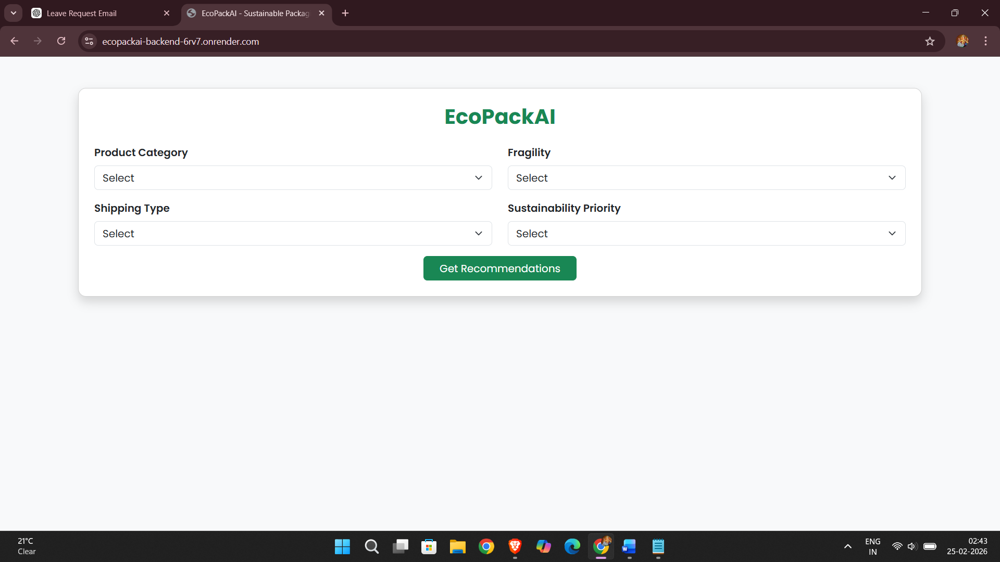 Leave Request Email
EcoPackAI - Sustainable Packag
ecopackai-backend-6rv7.onrender.com
EcoPackAI
Product Category
Fragility
Select
Select
Shipping Type
Sustainability Priority
Select
Select
Get Recommendations
21°C
Clear
ENG
IN
02:43
25-02-2026